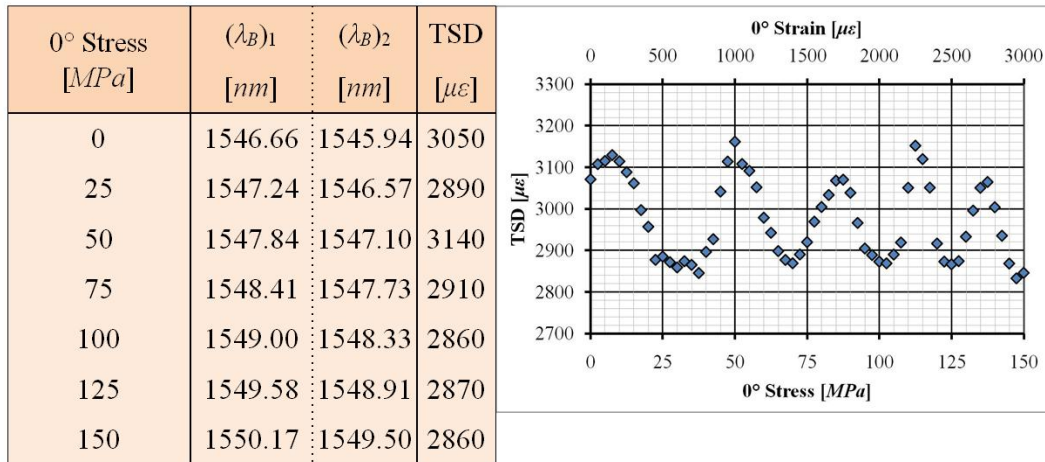 0° Stress [MPa] (λB)1 [nm] (λB)2 [nm] TSD [με]
0 1546.66 1545.94 3050
25 1547.24 1546.57 2890
50 1547.84 1547.10 3140
75 1548.41 1547.73 2910
100 1549.00 1548.33 2860
125 1549.58 1548.91 2870
150 1550.17 1549.50 2860
0° Strain [με]
0 500 1000 1500 2000 2500 3000
3300
3200
3100
3000
2900
2800
2700
TSD [με]
0 25 50 75 100 125 150
0° Stress [MPa]